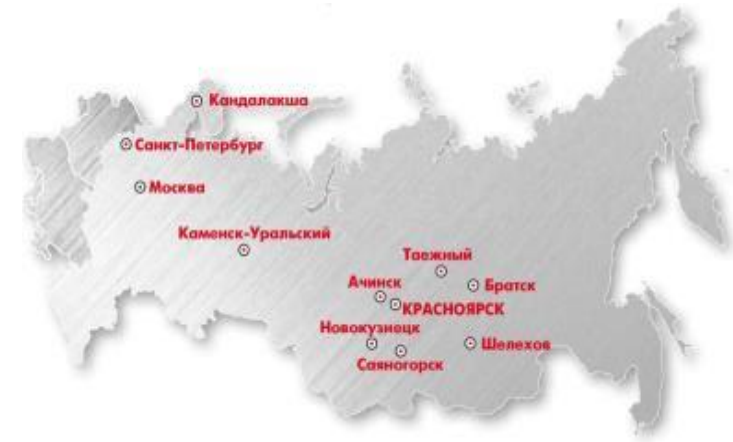 Кандалакша
Санкт-Петербург
Москва
Каменск-Уральский
Таежный
Ачинск
Братск
КРАСНОЯРСК
Новокузнецк
Шелехов
Саяногорск